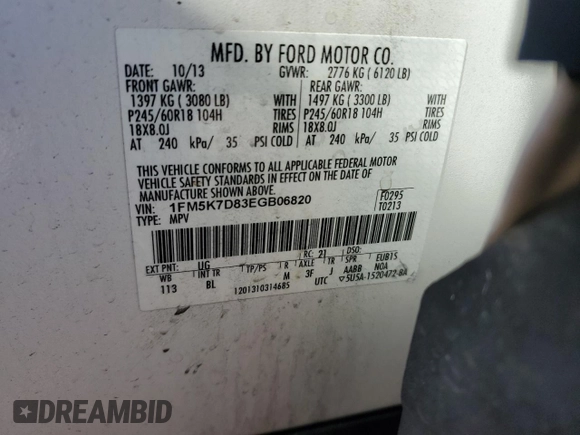 MFD. BY FORD MOTOR CO.
DATE: 10/13 GVWR: 2776 KG ( 6120 LB)
FRONT GAWR: REAR GAWR:
1397 KG ( 3080 LB) WITH 1497 KG ( 3300 LB) WITH
P245/60R18 104H TIRES P245/60R18 104H TIRES
18X8.0J RIMS 18X8.0J RIMS
AT 240 kPa/ 35 PSI COLD AT 240 kPa/ 35 PSI COLD
THIS VEHICLE CONFORMS TO ALL APPLICABLE FEDERAL MOTOR
VEHICLE SAFETY STANDARDS IN EFFECT ON THE DATE OF
MANUFACTURE SHOWN ABOVE.
VIN: 1FM5K7D83EGB06820 F0295
TYPE: MPV T0213
RC: 21 DSO:
EXT PNT: UG EUB1S
WB INT TR TP/PS R AXLE TR SPR NOA
113 BL M 3F J AABB
1201310314685 UTC ▽5U5A-1520472-BA
DREAMBID